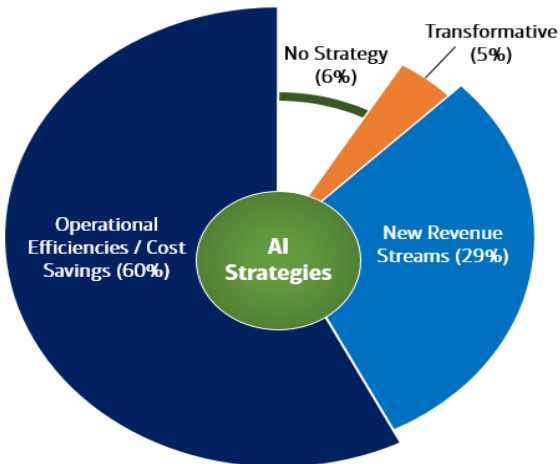 Transformative
(5%)
No Strategy
(6%)
Operational
Efficiencies / Cost
Savings (60%)
AI
Strategies
New Revenue
Streams (29%)